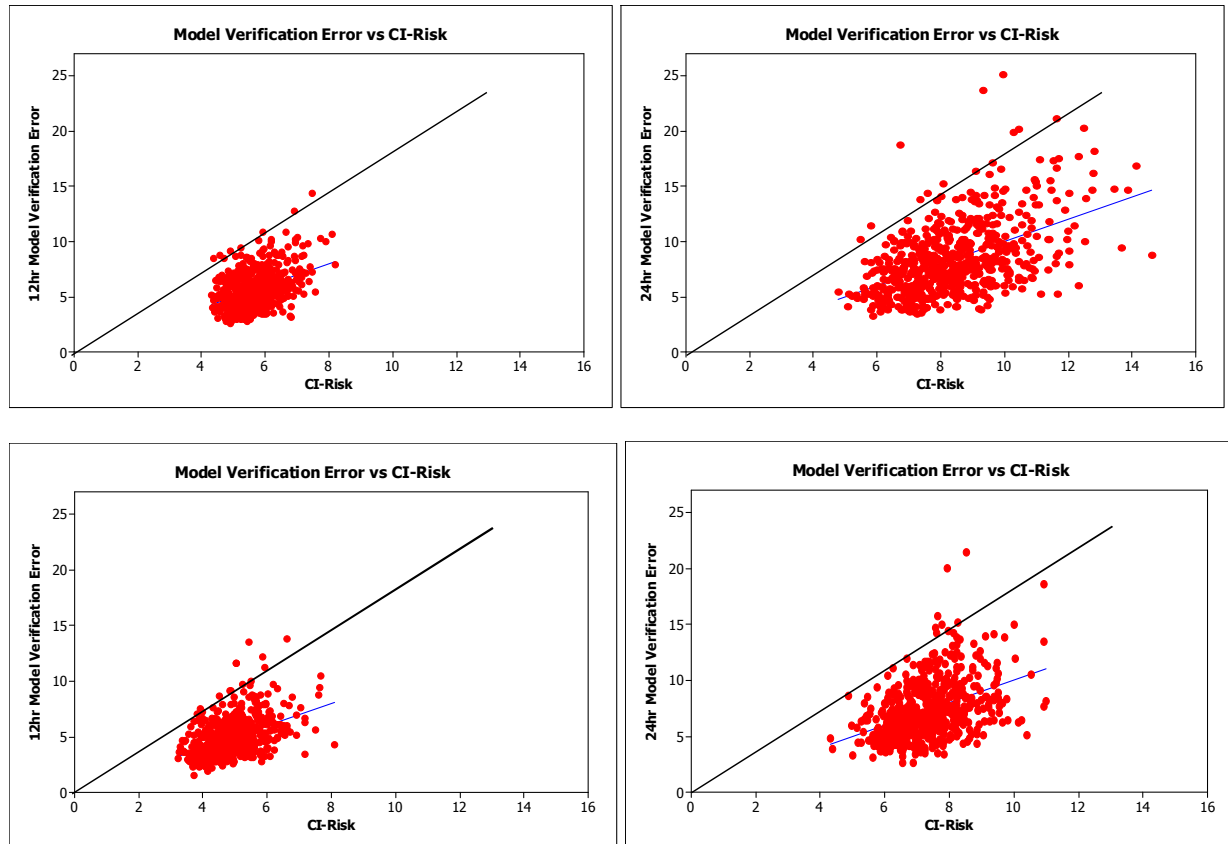 Model Verification Error vs CI-Risk
12hr Model Verification Error
25
20
15
10
5
0
0 2 4 6 8 10 12 14 16
CI-Risk
Model Verification Error vs CI-Risk
24hr Model Verification Error
25
20
15
10
5
0
0 2 4 6 8 10 12 14 16
CI-Risk
Model Verification Error vs CI-Risk
12hr Model Verification Error
25
20
15
10
5
0
0 2 4 6 8 10 12 14 16
CI-Risk
Model Verification Error vs CI-Risk
24hr Model Verification Error
25
20
15
10
5
0
0 2 4 6 8 10 12 14 16
CI-Risk